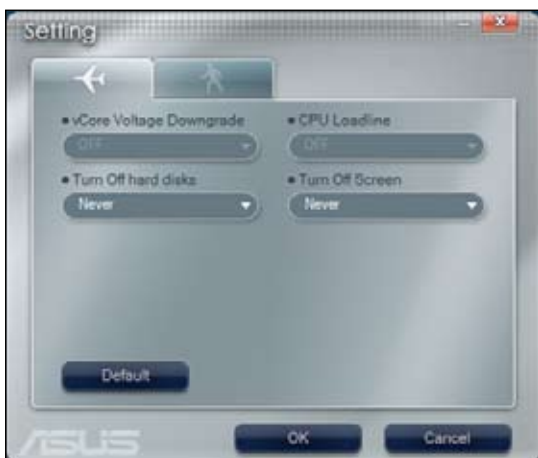 Setting
vCore Voltage Downgrade
CPU Loadline
OFF
OFF
Turn Off hard disks
Turn Off Screen
Never
Never
Default
OK
Cancel
ASUS